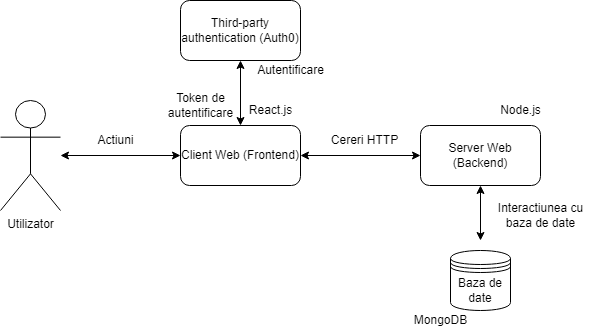 Third-party
authentication (Auth0)
Autentificare
Token de
autentificare
React.js
Node.js
Actiuni
Client Web (Frontend)
Cereri HTTP
Server Web
(Backend)
Utilizator
Interactiunea cu
baza de date
Baza de
date
MongoDB